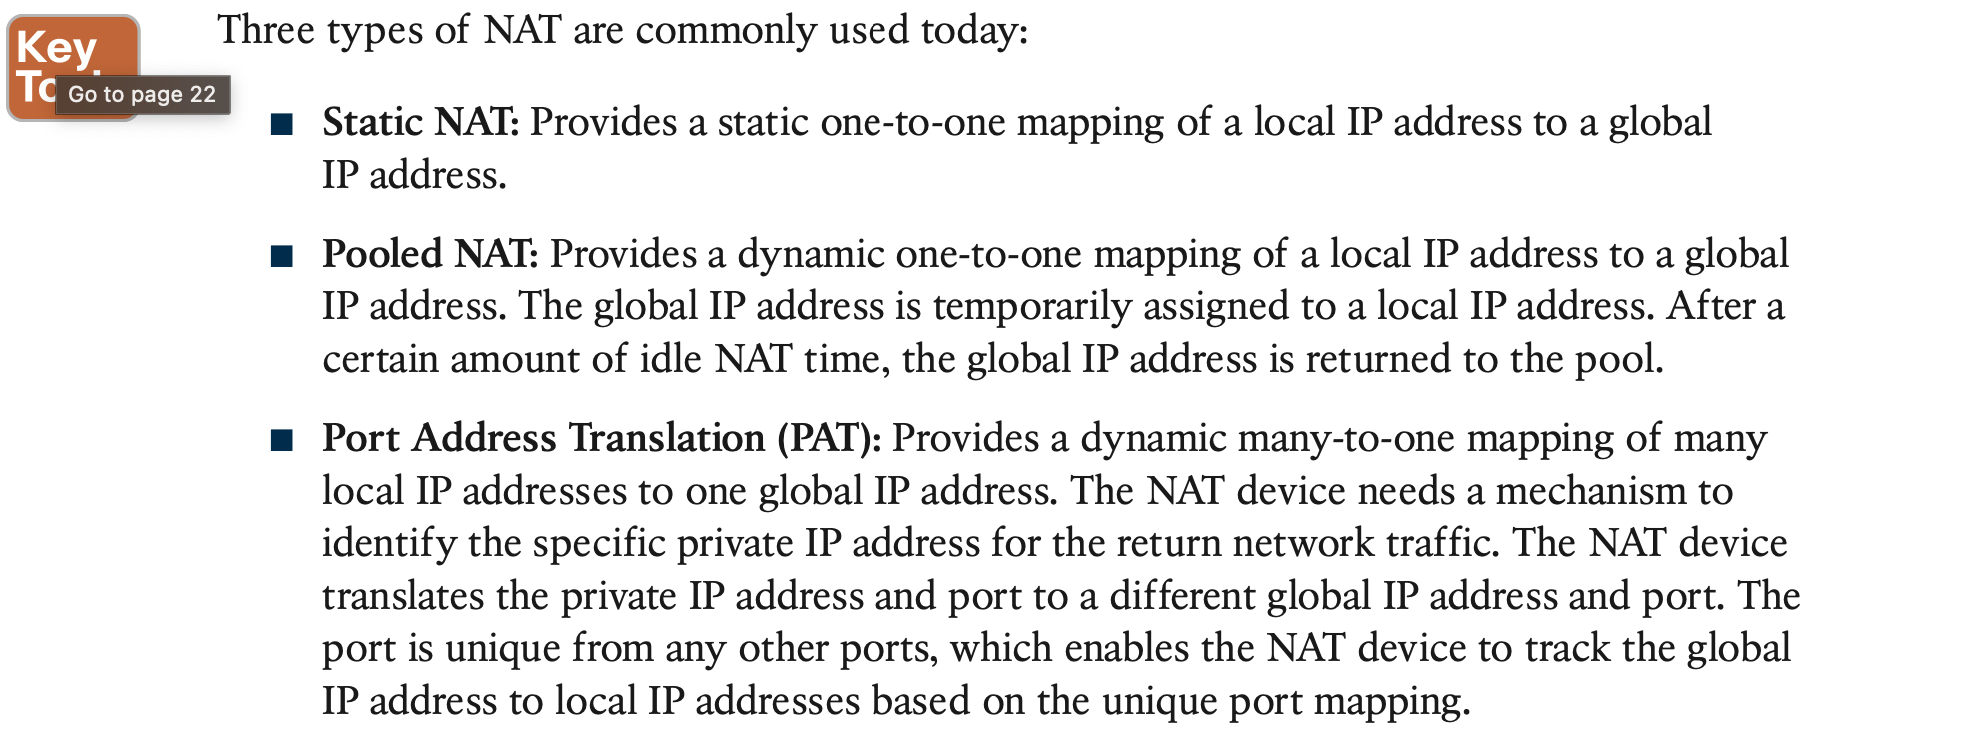 Key
Three types of NAT are commonly used today:
Go to page 22
■ Static NAT: Provides a static one-to-one mapping of a local IP address to a global
IP address.
■ Pooled NAT: Provides a dynamic one-to-one mapping of a local IP address to a global
IP address. The global IP address is temporarily assigned to a local IP address. After a
certain amount of idle NAT time, the global IP address is returned to the pool.
■ Port Address Translation (PAT): Provides a dynamic many-to-one mapping of many
local IP addresses to one global IP address. The NAT device needs a mechanism to
identify the specific private IP address for the return network traffic. The NAT device
translates the private IP address and port to a different global IP address and port. The
port is unique from any other ports, which enables the NAT device to track the global
IP address to local IP addresses based on the unique port mapping.